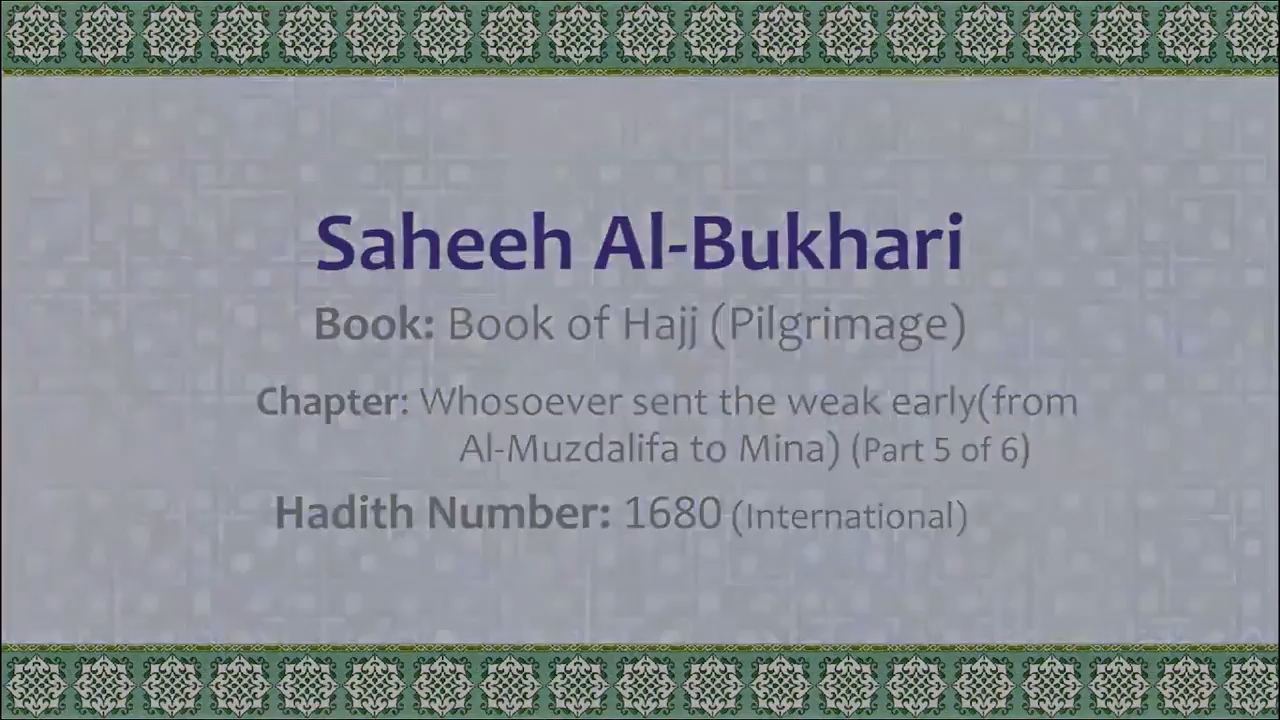 Saheeh Al-Bukhari
Book: Book of Hajj (Pilgrimage)
Chapter: Whosoever sent the weak early(from
Al-Muzdalifa to Mina) (Part 5 of 6)
Hadith Number: 1680 (International)